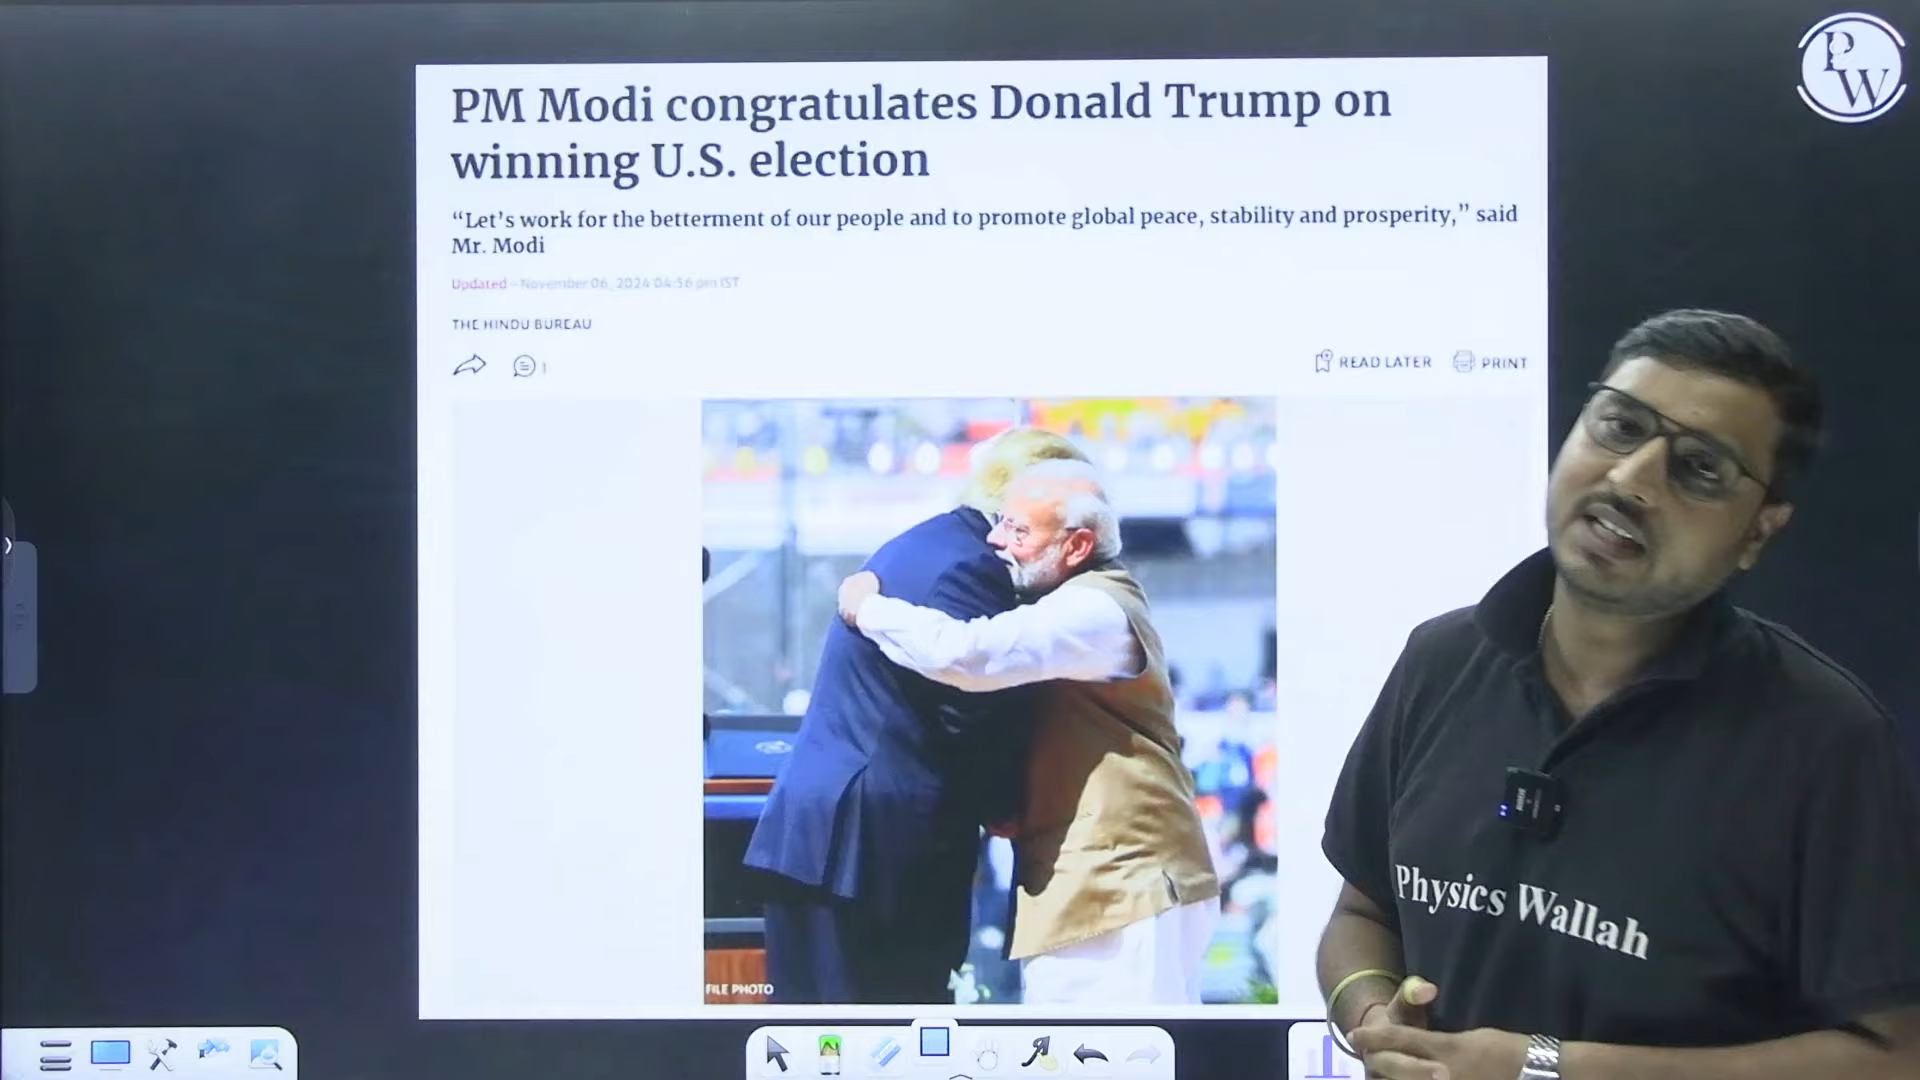 PW
PM Modi congratulates Donald Trump on
winning U.S. election
“Let’s work for the betterment of our people and to promote global peace, stability and prosperity,” said
Mr. Modi
Updated - November 06, 2024 04:56 pm IST
THE HINDU BUREAU
1
READ LATER PRINT
FILE PHOTO
Physics Wallah